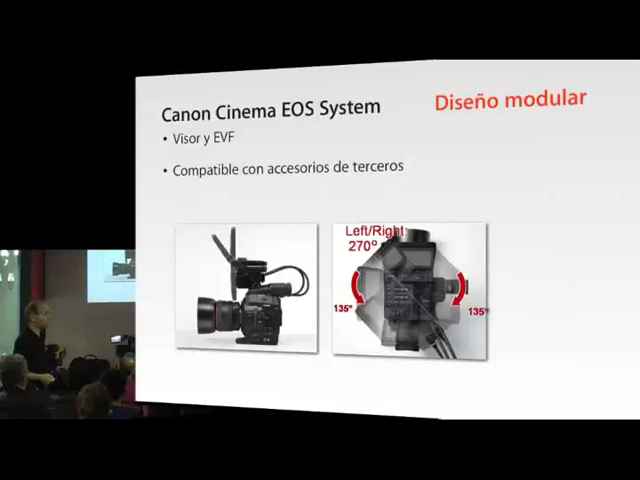 Canon Cinema EOS System
Diseño modular
• Visor y EVF
• Compatible con accesorios de terceros
Left/Right:
270°
135°
135°